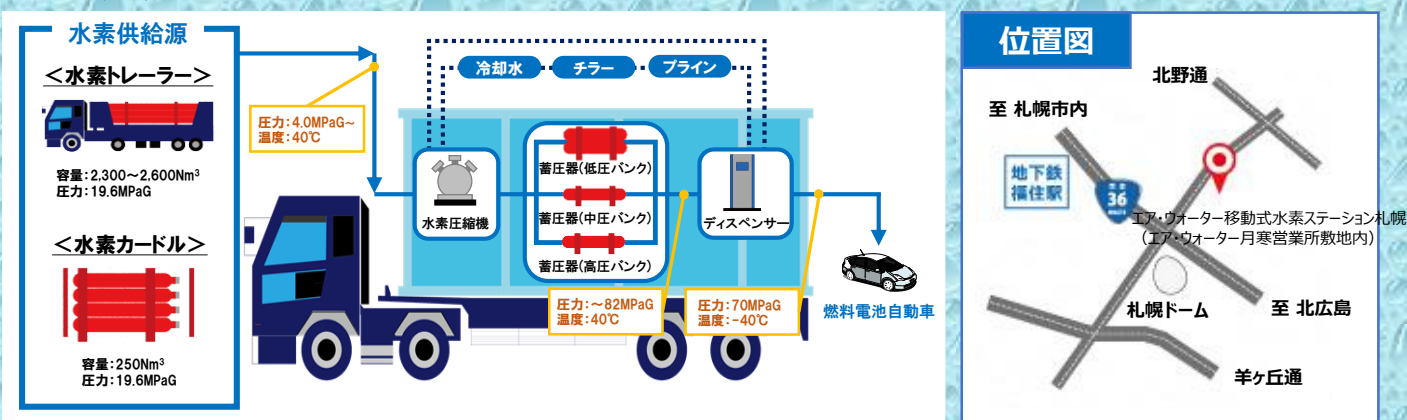 水素供給源
<水素トレーラー>
容量:2,300~2,600Nm³
圧力:19.6MPaG
<水素カードル>
容量:250Nm³
圧力:19.6MPaG
圧力:4.0MPaG~
温度:40℃
冷却水
チラー
ブライン
水素圧縮機
蓄圧器(低圧バンク)
蓄圧器(中圧バンク)
蓄圧器(高圧バンク)
ディスペンサー
圧力:~82MPaG
温度:40℃
圧力:70MPaG
温度:-40℃
燃料電池自動車
位置図
北野通
至 札幌市内
地下鉄
福住駅
36
エア・ウォーター移動式水素ステーション札幌
(エア・ウォーター月寒営業所敷地内)
札幌ドーム
至 北広島
羊ヶ丘通